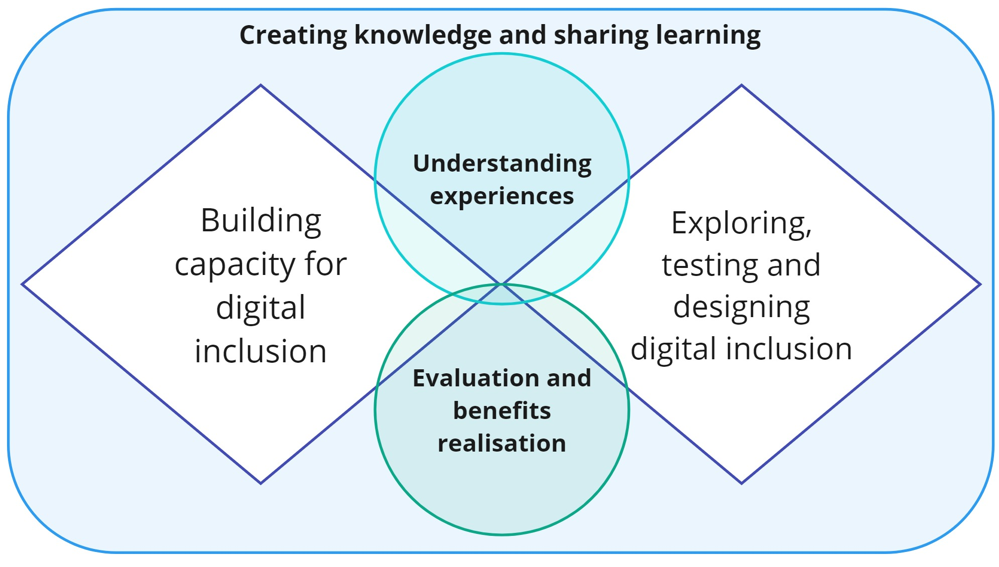 Creating knowledge and sharing learning
Understanding
experiences
Building
capacity for
digital
inclusion
Exploring,
testing and
designing
digital inclusion
Evaluation and
benefits
realisation